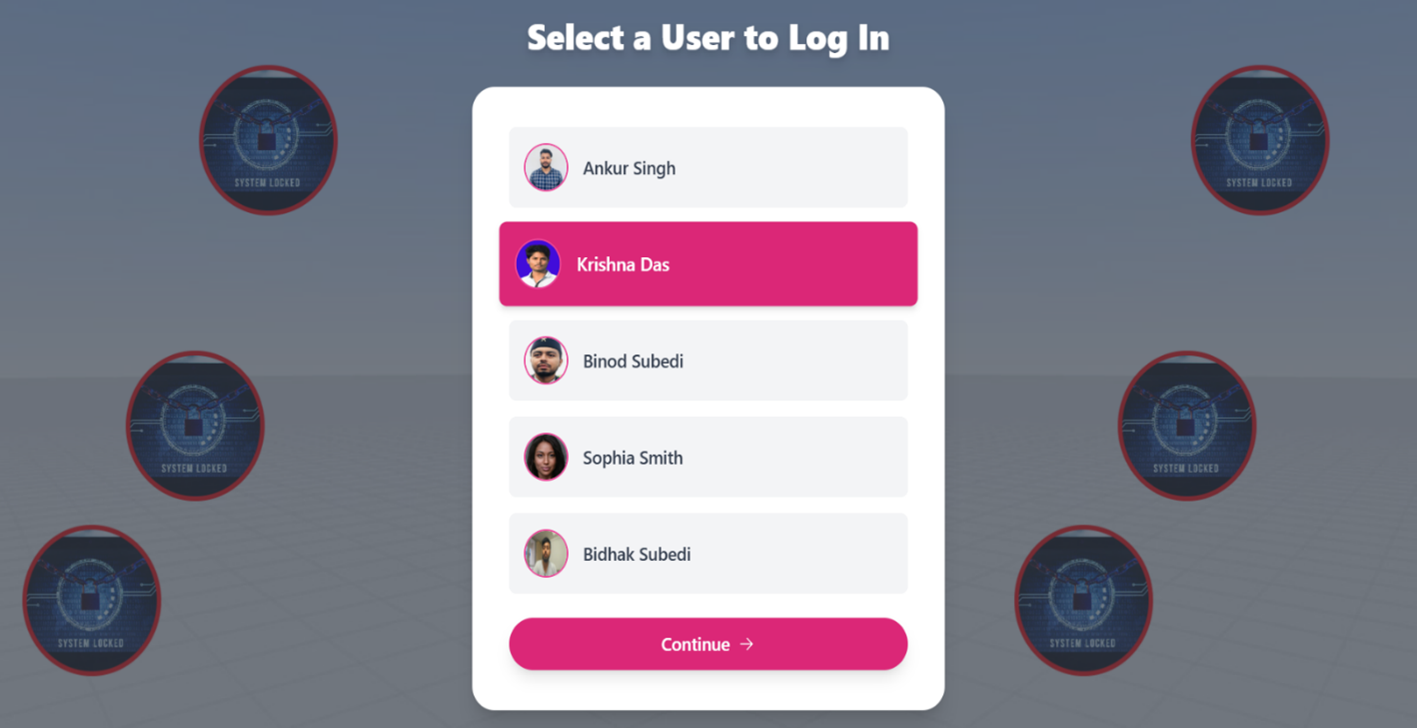 Select a User to Log In
SYSTEM LOCKED
SYSTEM LOCKED
Ankur Singh
Krishna Das
Binod Subedi
SYSTEM LOCKED
SYSTEM LOCKED
Sophia Smith
Bidhak Subedi
SYSTEM LOCKED
SYSTEM LOCKED
Continue →